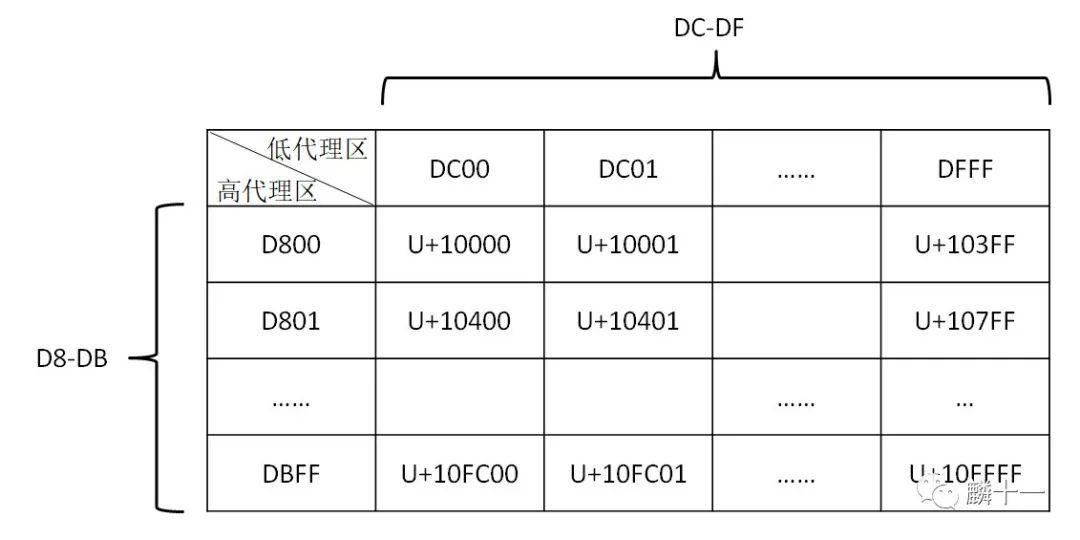 DC-DF
低代理区
高代理区
DC00 DC01 …… DFFF
D800 U+10000 U+10001 U+103FF
D801 U+10400 U+10401 U+107FF
D8-DB
…… …… …
DBFF U+10FC00 U+10FC01 …… U+10FFFF
麟十一